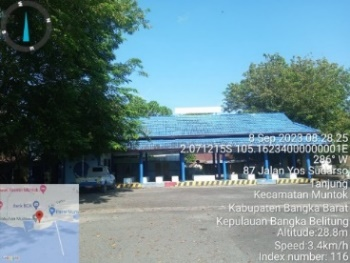 8 Sep 2023 08.28.25
2.071215S 105.16234000000001E
286° W
87 Jalan Yos Sudarso
Tanjung
Kecamatan Muntok
Kabupaten Bangka Barat
Kepulauan Bangka Belitung
Altitude:28.8m
Speed:3.4km/h
Index number: 116